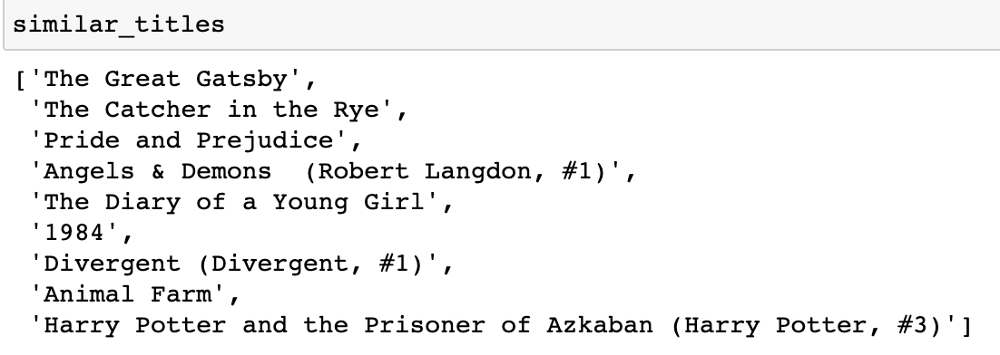 similar_titles
['The Great Gatsby',
'The Catcher in the Rye',
'Pride and Prejudice',
'Angels & Demons  (Robert Langdon, #1)',
'The Diary of a Young Girl',
'1984',
'Divergent (Divergent, #1)',
'Animal Farm',
'Harry Potter and the Prisoner of Azkaban (Harry Potter, #3)']